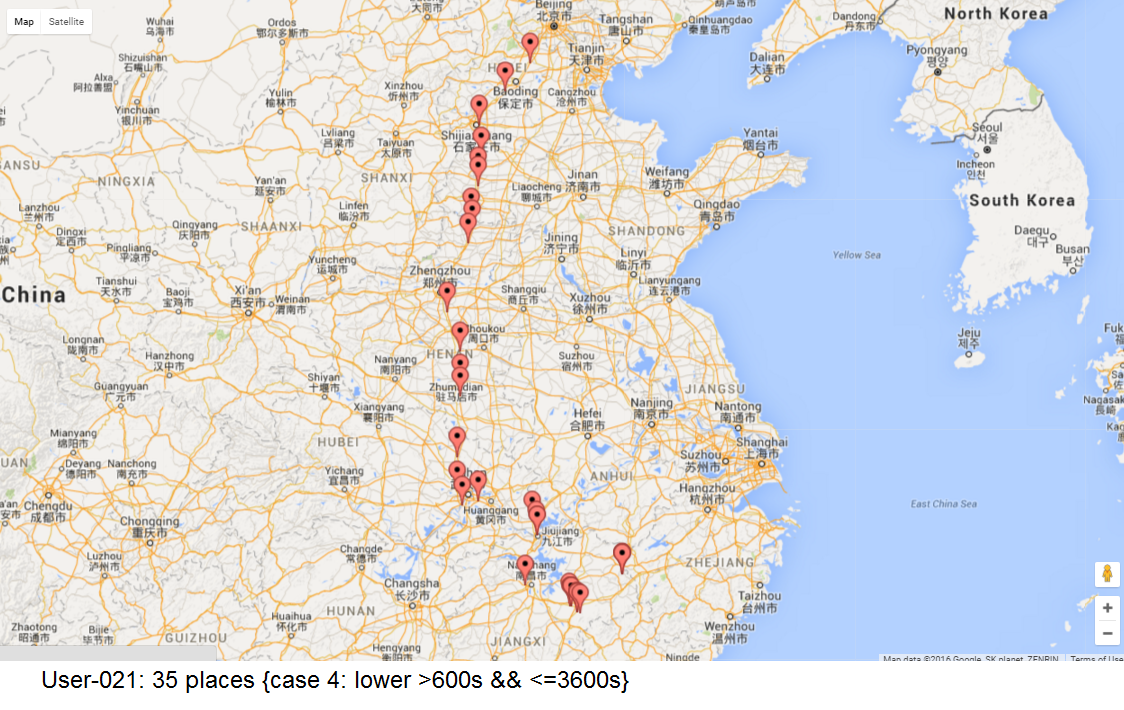 Map Satellite
Beijing
北京市
Wuhai
乌海市
Ordos
鄂尔多斯市
Tangshan
唐山市
Qinhuangdao
秦皇岛市
Dandong
丹东市
North Korea
Shizuishan
石嘴山市
Tianjin
天津市
Dalian
大连市
Pyongyang
평양
Alxa
阿拉善盟
Yinchuan
银川市
Yulin
榆林市
Xinzhou
忻州市
Baoding
保定市
Cangzhou
沧州市
Lvliang
吕梁市
Taiyuan
太原市
Yantai
烟台市
Seoul
서울
Incheon
인천
NINGXIA
SHANXI
Yan'an
延安市
Liaocheng
聊城市
Jinan
济南市
Weifang
潍坊市
Qingdao
青岛市
South Korea
Lanzhou
兰州市
Dingxi
定西市
Qingyang
庆阳市
Pingliang
平凉市
Linfen
临汾市
SHAANXI
SHANDONG
Daegu
대구
Busan
부산
Yuncheng
运城市
Jining
济宁市
Linyi
临沂市
Yellow Sea
Zhengzhou
郑州市
Lianyungang
连云港市
China
Tianshui
天水市
Baoji
宝鸡市
Xi'an
西安市
Weinan
渭南市
Shangqiu
商丘市
Xuzhou
徐州市
Jeju
제주
Longnan
陇南市
Hanzhong
汉中市
Nanyang
南阳市
周口市
Suzhou
宿州市
Guangyuan
广元市
Shiyan
十堰市
驻马店市
JIANGSU
Xiangyang
襄阳市
Hefei
合肥市
Nanjing
南京市
Nantong
南通市
Mianyang
绵阳市
HUBEI
Shanghai
上海市
Suzhou
苏州市
Deyang
德阳市
Nanchong
南充市
Yichang
宜昌市
ANHUI
Hangzhou
杭州市
Chengdu
成都市
Chongqing
重庆市
Huanggang
黄冈市
Jiujiang
九江市
East China Sea
Luzhou
泸州市
Changde
常德市
Changsha
长沙市
ZHEJIANG
Taizhou
台州市
Zhaotong
昭通市
Bijie
毕节市
GUIZHOU
Huaihua
怀化市
HUNAN
Hengyang
衡阳市
JIANGXI
Wenzhou
温州市
Ningde
Map data ©2016 Google, SK planet, ZENRIN Terms of Use
User-021: 35 places {case 4: lower >600s && <=3600s}